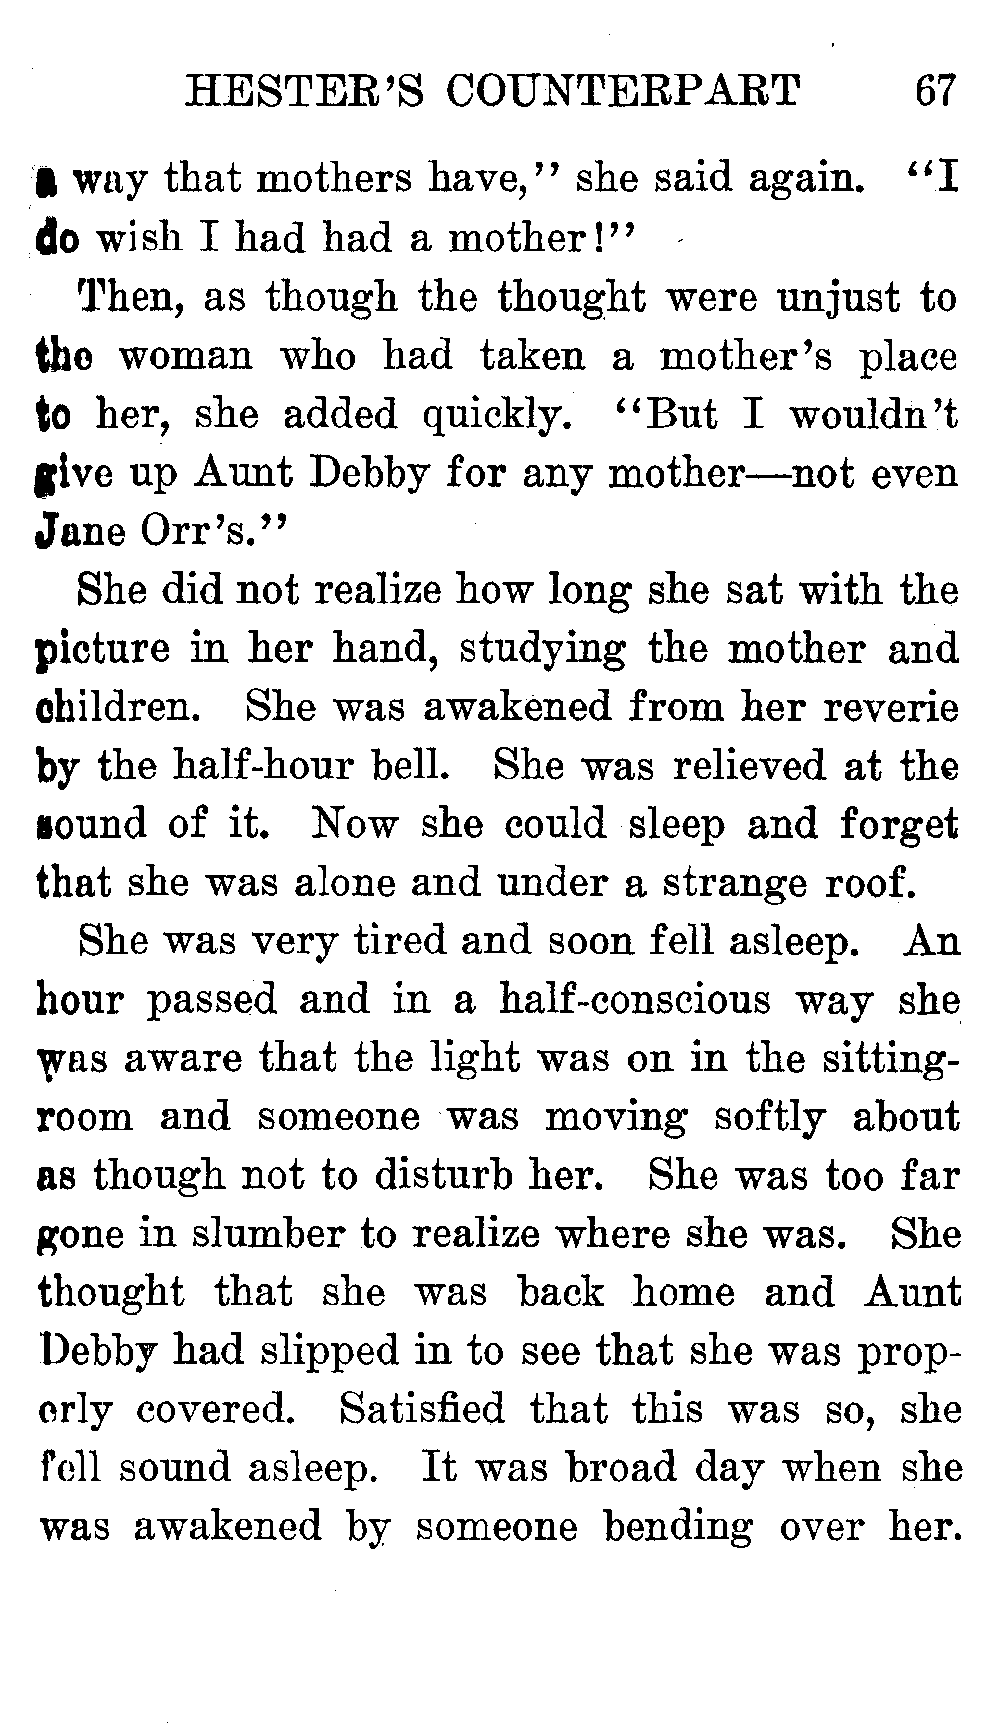 HESTER'S COUNTERPART 67
a way that mothers have," she said again. "I
do wish I had had a mother!"
Then, as though the thought were unjust to
the woman who had taken a mother's place
to her, she added quickly. "But I wouldn't
give up Aunt Debby for any mother—not even
Jane Orr's."
She did not realize how long she sat with the
picture in her hand, studying the mother and
children. She was awakened from her reverie
by the half-hour bell. She was relieved at the
sound of it. Now she could sleep and forget
that she was alone and under a strange roof.
She was very tired and soon fell asleep. An
hour passed and in a half-conscious way she
was aware that the light was on in the sitting-
room and someone was moving softly about
as though not to disturb her. She was too far
gone in slumber to realize where she was. She
thought that she was back home and Aunt
Debby had slipped in to see that she was prop-
erly covered. Satisfied that this was so, she
fell sound asleep. It was broad day when she
was awakened by someone bending over her.